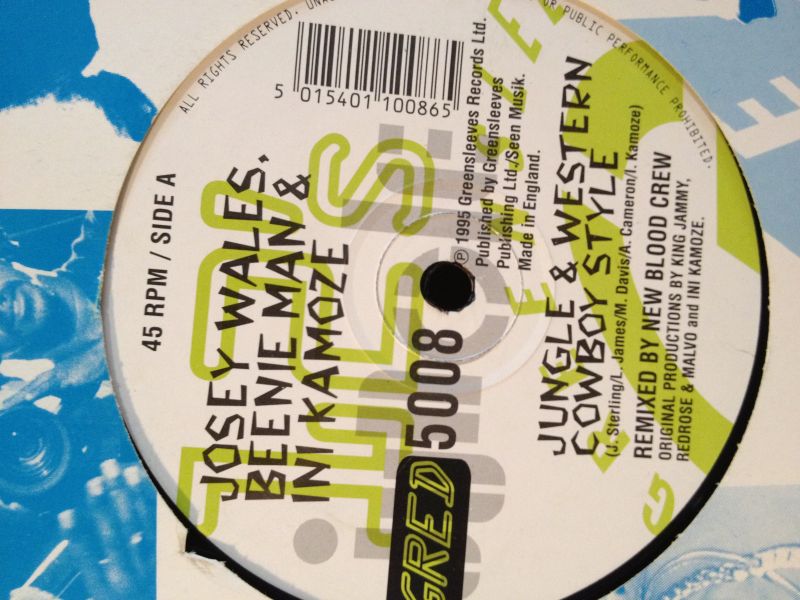 ALL RIGHTS RESERVED.
OR PUBLIC PERFORMANCE PROHIBITED.
5 015401 100865
45 RPM / SIDE A
JOSEY WALES,
BEENIE MAN &
INI KAMOZE
℗ 1995 Greensleeves Records Ltd.
Published by Greensleeves
Publishing Ltd./Seen Musik.
Made in England.
GRED 5008
JUNGLE & WESTERN
COWBOY STYLE
(J. Sterling/L. James/M. Davis/A. Cameron/I. Kamoze)
REMIXED BY NEW BLOOD CREW
ORIGINAL PRODUCTIONS BY KING JAMMY,
REDROSE & MALVO and INI KAMOZE.